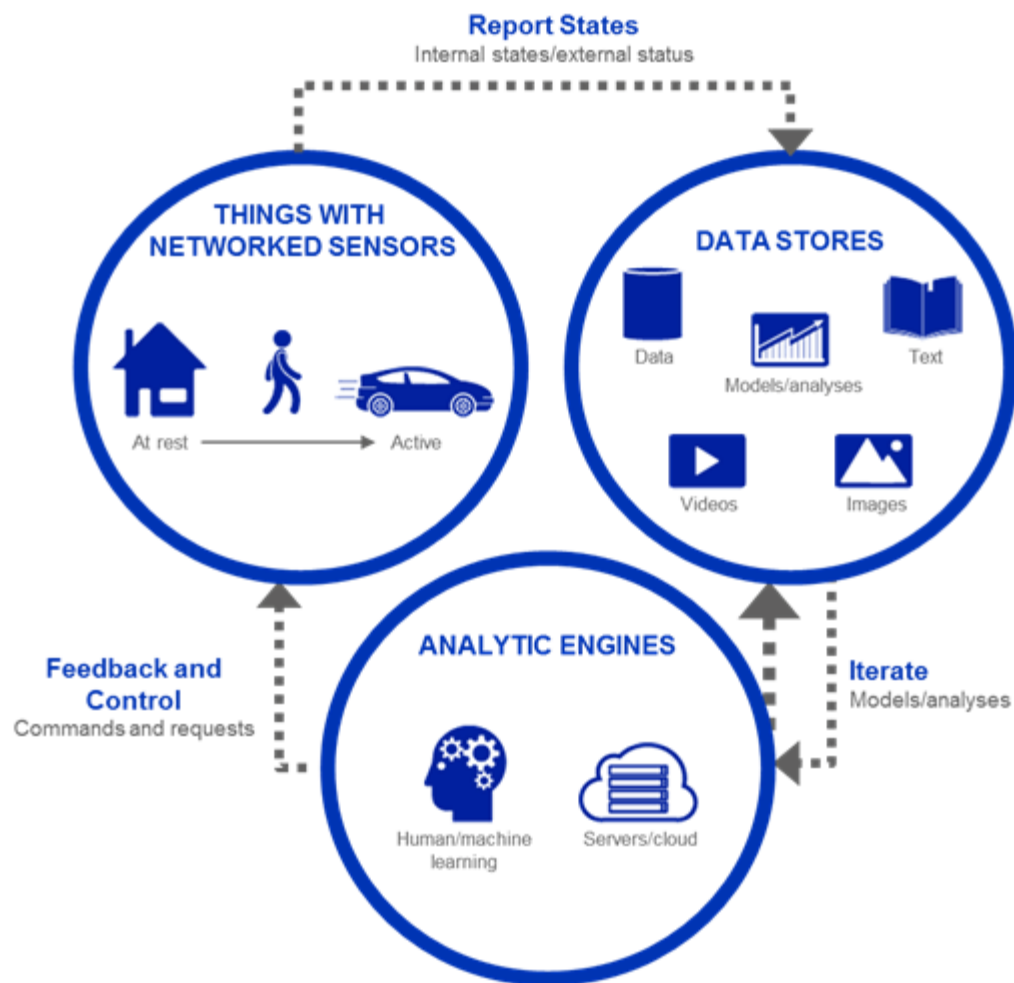 Report States
Internal states/external status
THINGS WITH
NETWORKED SENSORS
At rest
Active
DATA STORES
Data
Models/analyses
Text
Videos
Images
Feedback and
Control
Commands and requests
ANALYTIC ENGINES
Human/machine
learning
Servers/cloud
Iterate
Models/analyses